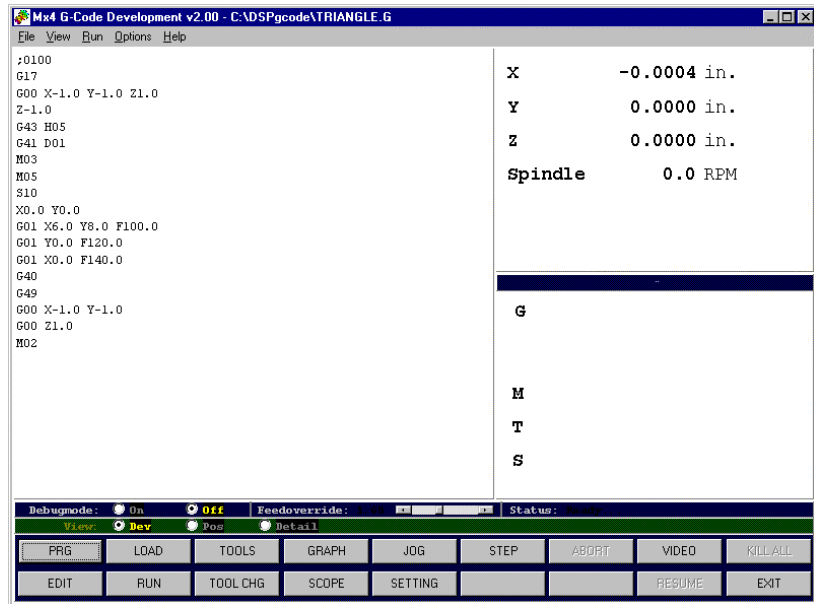 Mx4 G-Code Development v2.00 - C:\DSPgcode\TRIANGLE.G
File View Run Options Help
;0100
G17
G00 X-1.0 Y-1.0 Z1.0
Z-1.0
G43 H05
G41 D01
M03
M05
S10
X0.0 Y0.0
G01 X6.0 Y8.0 F100.0
G01 Y0.0 F120.0
G01 X0.0 F140.0
G40
G49
G00 X-1.0 Y-1.0
G00 Z1.0
M02
X -0.0004 in.
Y 0.0000 in.
Z 0.0000 in.
Spindle 0.0 RPM
G
M
T
S
Debugmode: On Off Feedoverride: Status:
View: Dev Pos Detail
PRG LOAD TOOLS GRAPH JOG STEP ABORT VIDEO KILL ALL
EDIT RUN TOOL CHG SCOPE SETTING RESUME EXIT